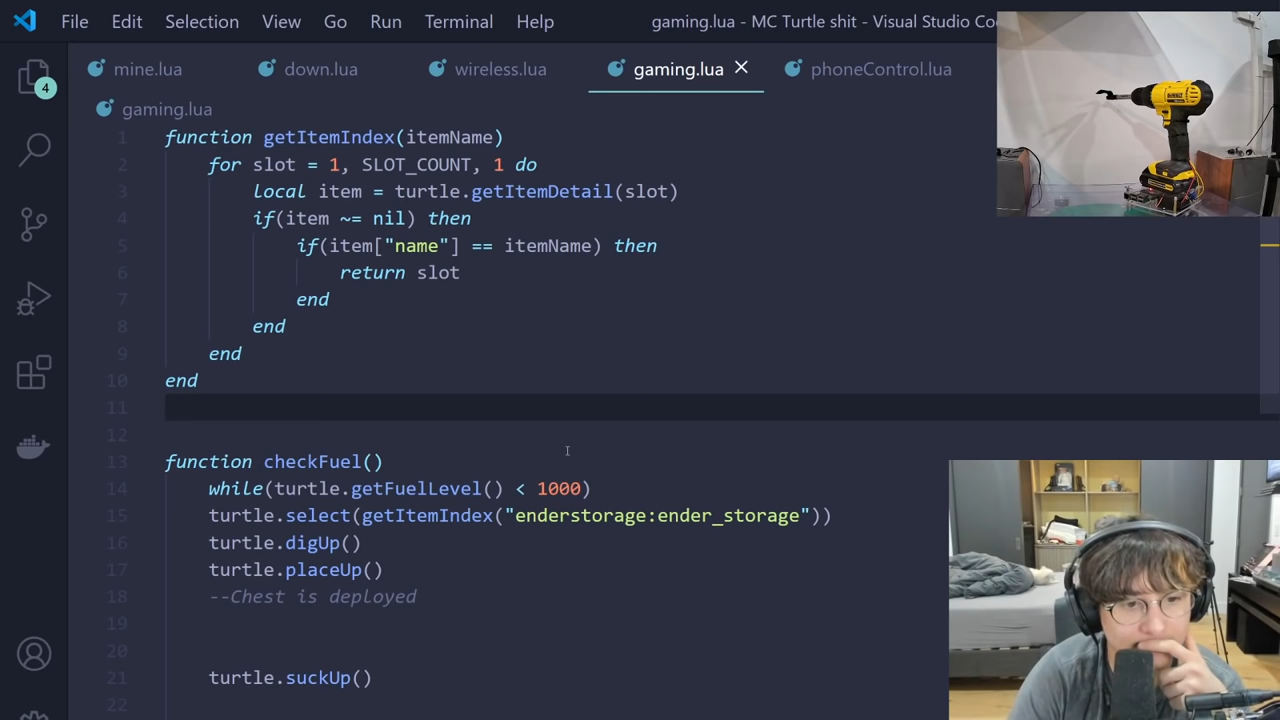 File Edit Selection View Go Run Terminal Help gaming.lua - MC Turtle shit - Visual Studio
mine.lua down.lua wireless.lua gaming.lua phoneControl.lua
4
gaming.lua
1 function getItemIndex(itemName)
2 for slot = 1, SLOT_COUNT, 1 do
3 local item = turtle.getItemDetail(slot)
4 if(item ~= nil) then
5 if(item["name"] == itemName) then
6 return slot
7 end
8 end
9 end
10 end
11
12
13 function checkFuel()
14 while(turtle.getFuelLevel() < 1000)
15 turtle.select(getItemIndex("enderstorage:ender_storage"))
16 turtle.digUp()
17 turtle.placeUp()
18 --Chest is deployed
19
20
21 turtle.suckUp()
22